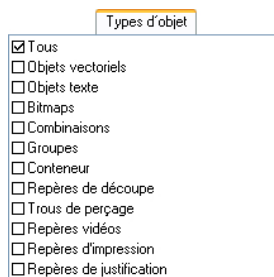 Types d'objet
Tous
Objets vectoriels
Objets texte
Bitmaps
Combinaisons
Groupes
Conteneur
Repères de découpe
Trous de perçage
Repères vidéos
Repères d'impression
Repères de justification